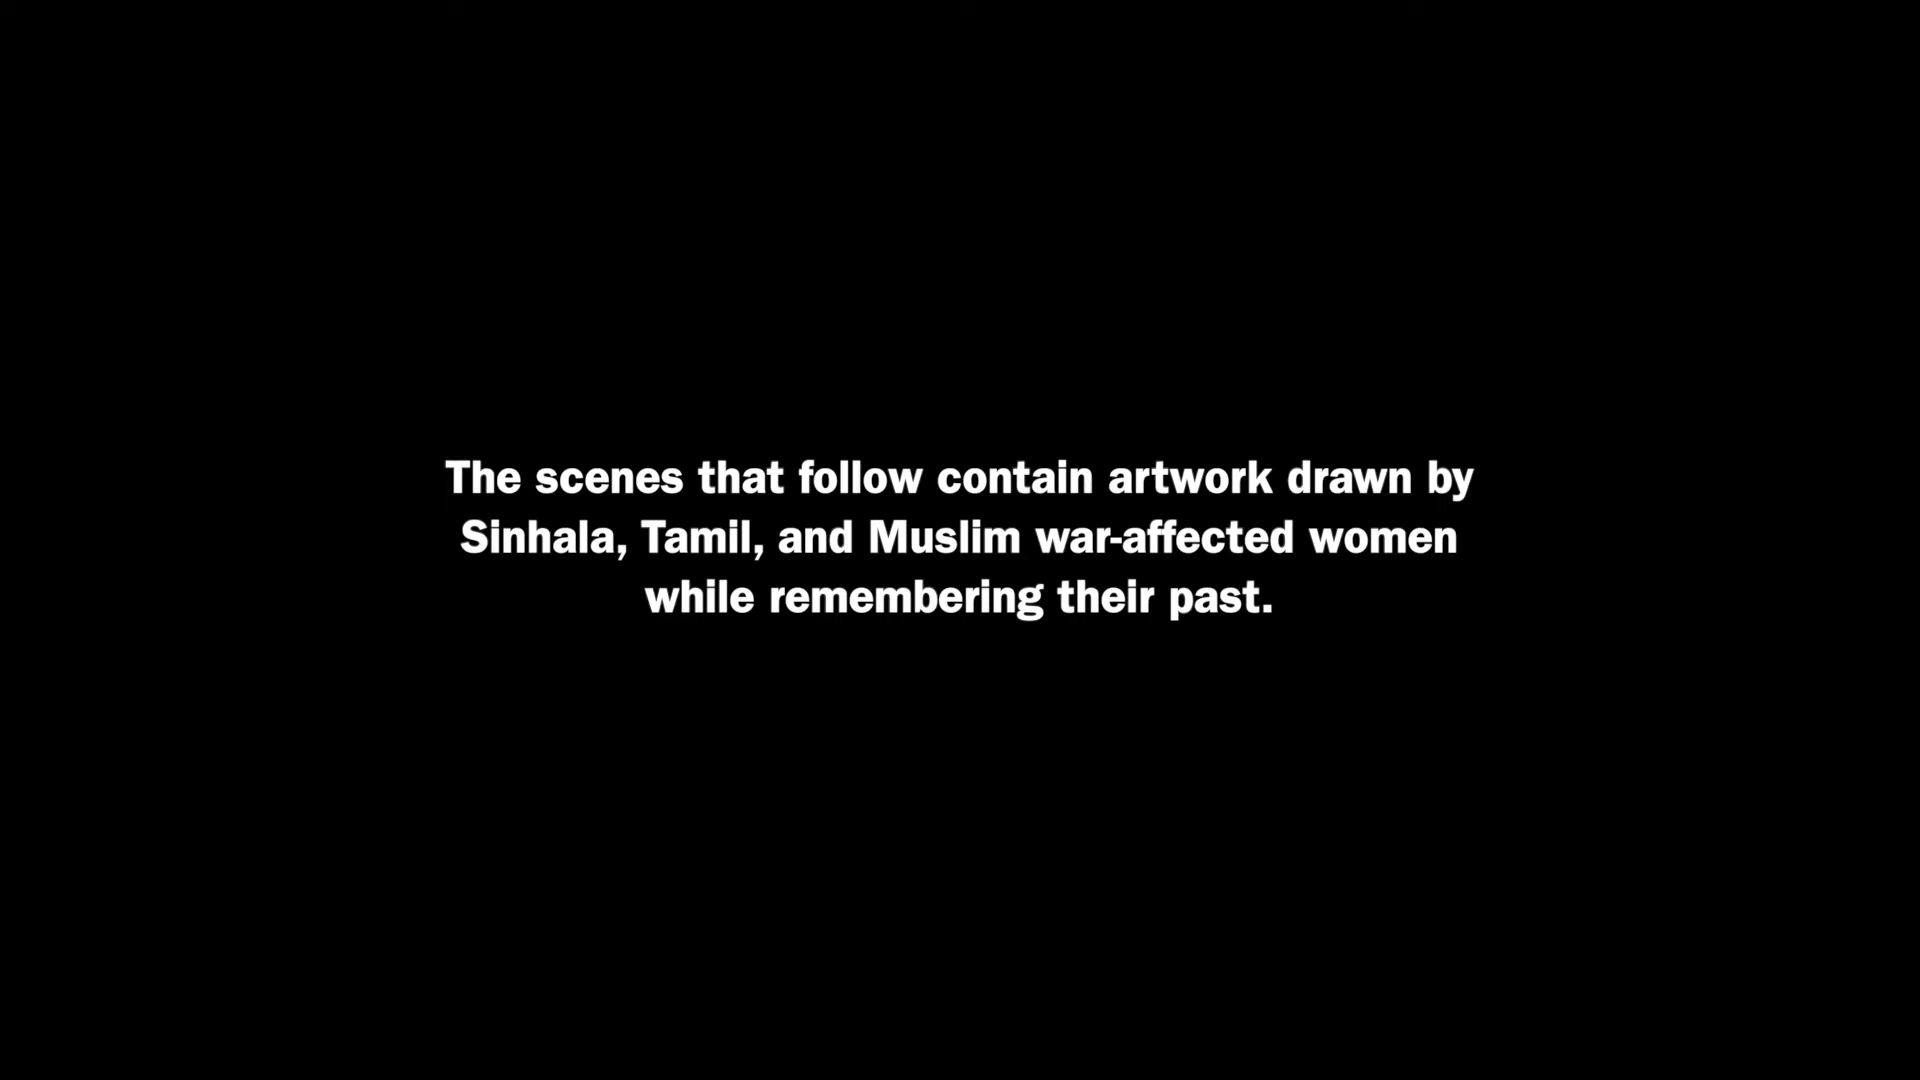 The scenes that follow contain artwork drawn by
Sinhala, Tamil, and Muslim war-affected women
while remembering their past.